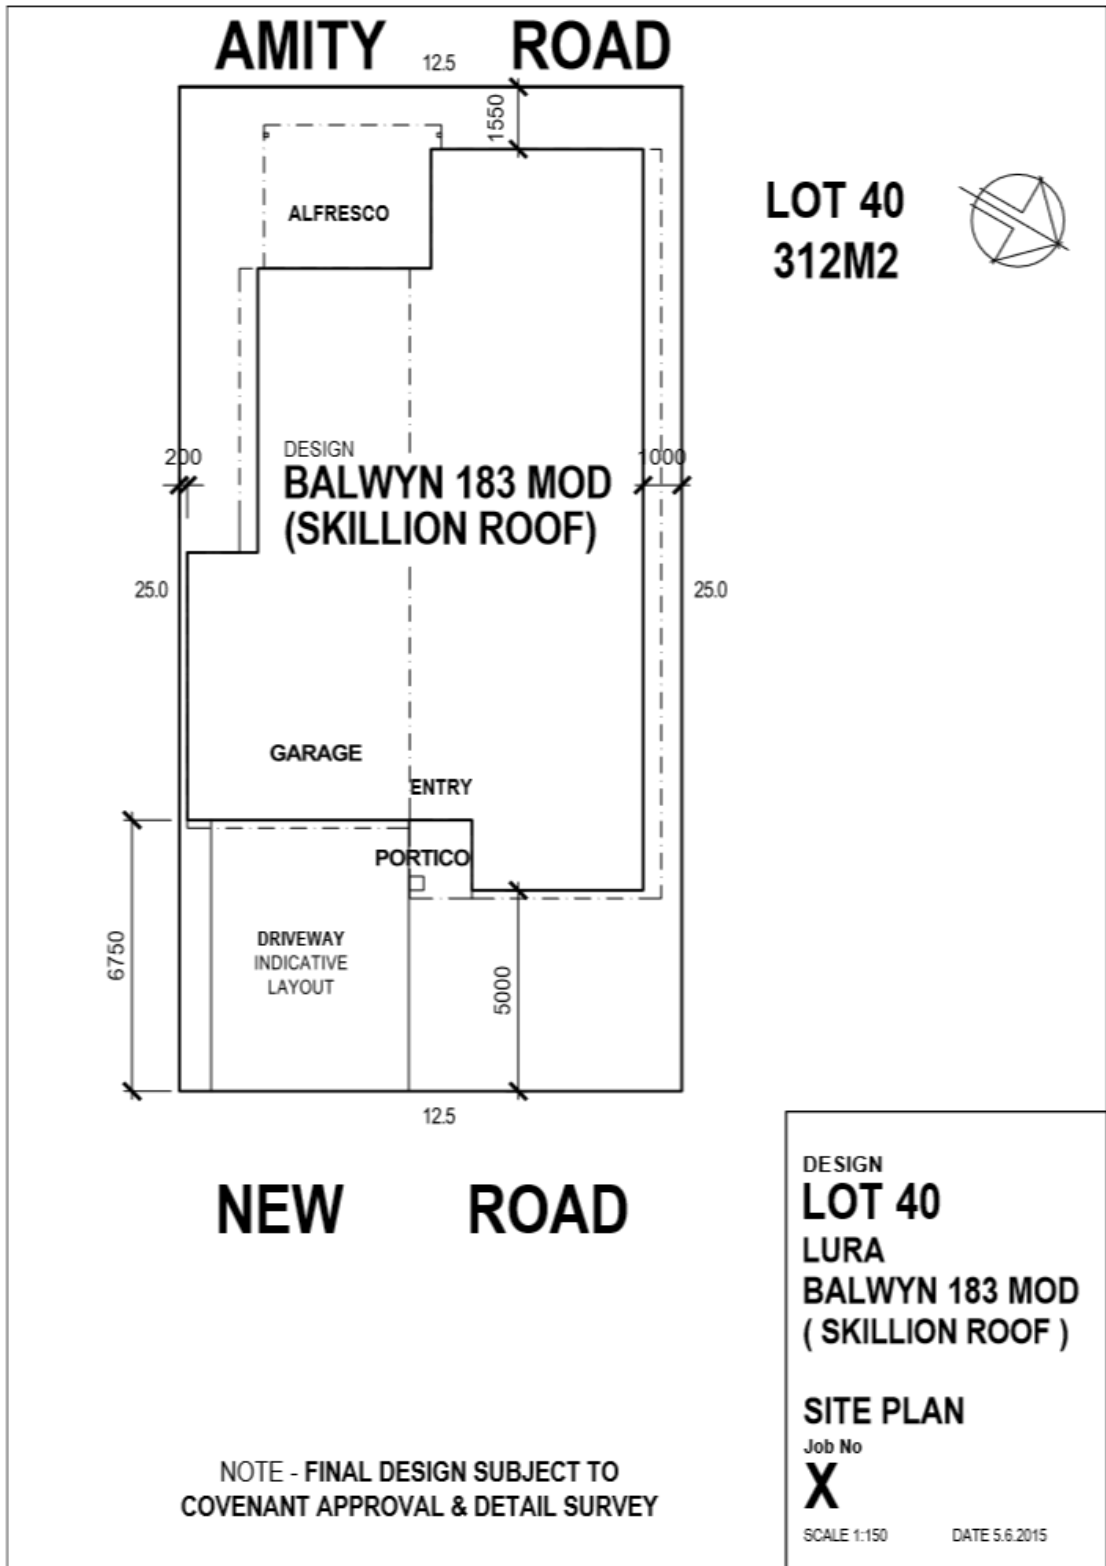 AMITY ROAD
12.5
1550
ALFRESCO
LOT 40
312M2
DESIGN
BALWYN 183 MOD
(SKILLION ROOF)
200
1000
25.0
25.0
GARAGE
ENTRY
PORTICO
DRIVEWAY
INDICATIVE
LAYOUT
6750
5000
12.5
NEW ROAD
NOTE - FINAL DESIGN SUBJECT TO
COVENANT APPROVAL & DETAIL SURVEY
DESIGN
LOT 40
LURA
BALWYN 183 MOD
( SKILLION ROOF )
SITE PLAN
Job No
X
SCALE 1:150 DATE 5.6.2015